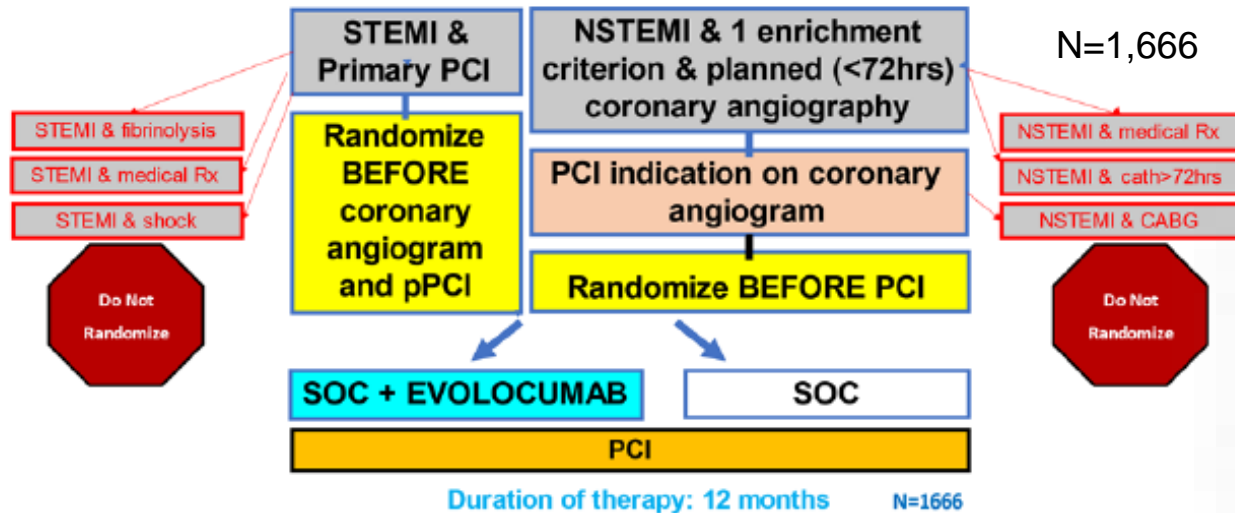 STEMI &
Primary PCI
NSTEMI & 1 enrichment
criterion & planned (<72hrs)
coronary angiography
N=1,666
STEMI & fibrinolysis
STEMI & medical Rx
STEMI & shock
Do Not
Randomize
Randomize
BEFORE
coronary
angiogram
and pPCI
PCI indication on coronary
angiogram
Randomize BEFORE PCI
NSTEMI & medical Rx
NSTEMI & cath>72hrs
NSTEMI & CABG
Do Not
Randomize
SOC + EVOLOCUMAB
SOC
PCI
Duration of therapy: 12 months
N=1666